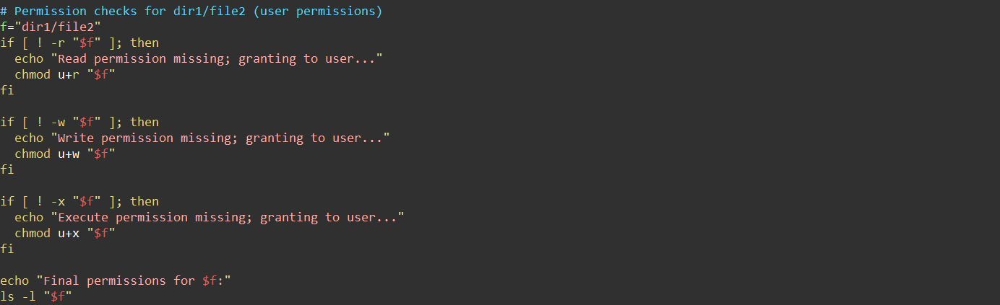 # Permission checks for dir1/file2 (user permissions)
f="dir1/file2"
if [ ! -r "$f" ]; then
  echo "Read permission missing; granting to user..."
  chmod u+r "$f"
fi

if [ ! -w "$f" ]; then
  echo "Write permission missing; granting to user..."
  chmod u+w "$f"
fi

if [ ! -x "$f" ]; then
  echo "Execute permission missing; granting to user..."
  chmod u+x "$f"
fi

echo "Final permissions for $f:"
ls -l "$f"